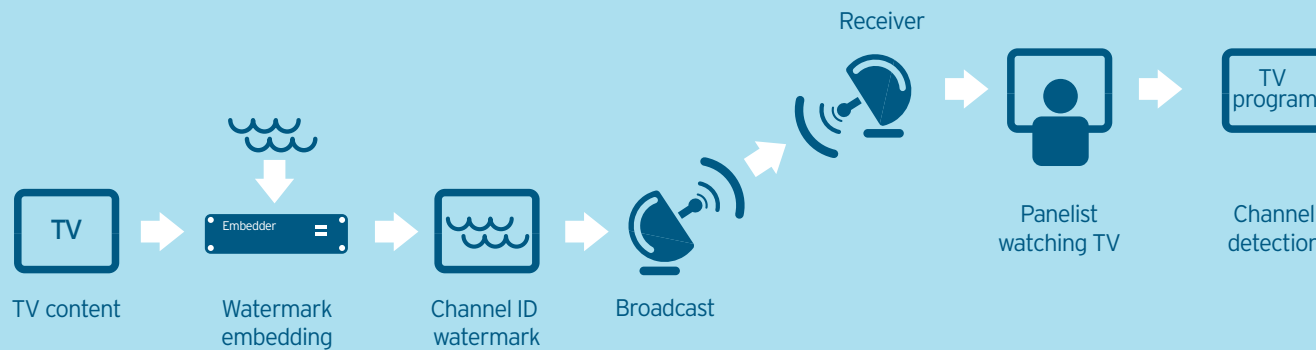 Receiver
TV
program
Embedder
TV
Panelist
watching TV
Channel
detection
TV content
Watermark
embedding
Channel ID
watermark
Broadcast